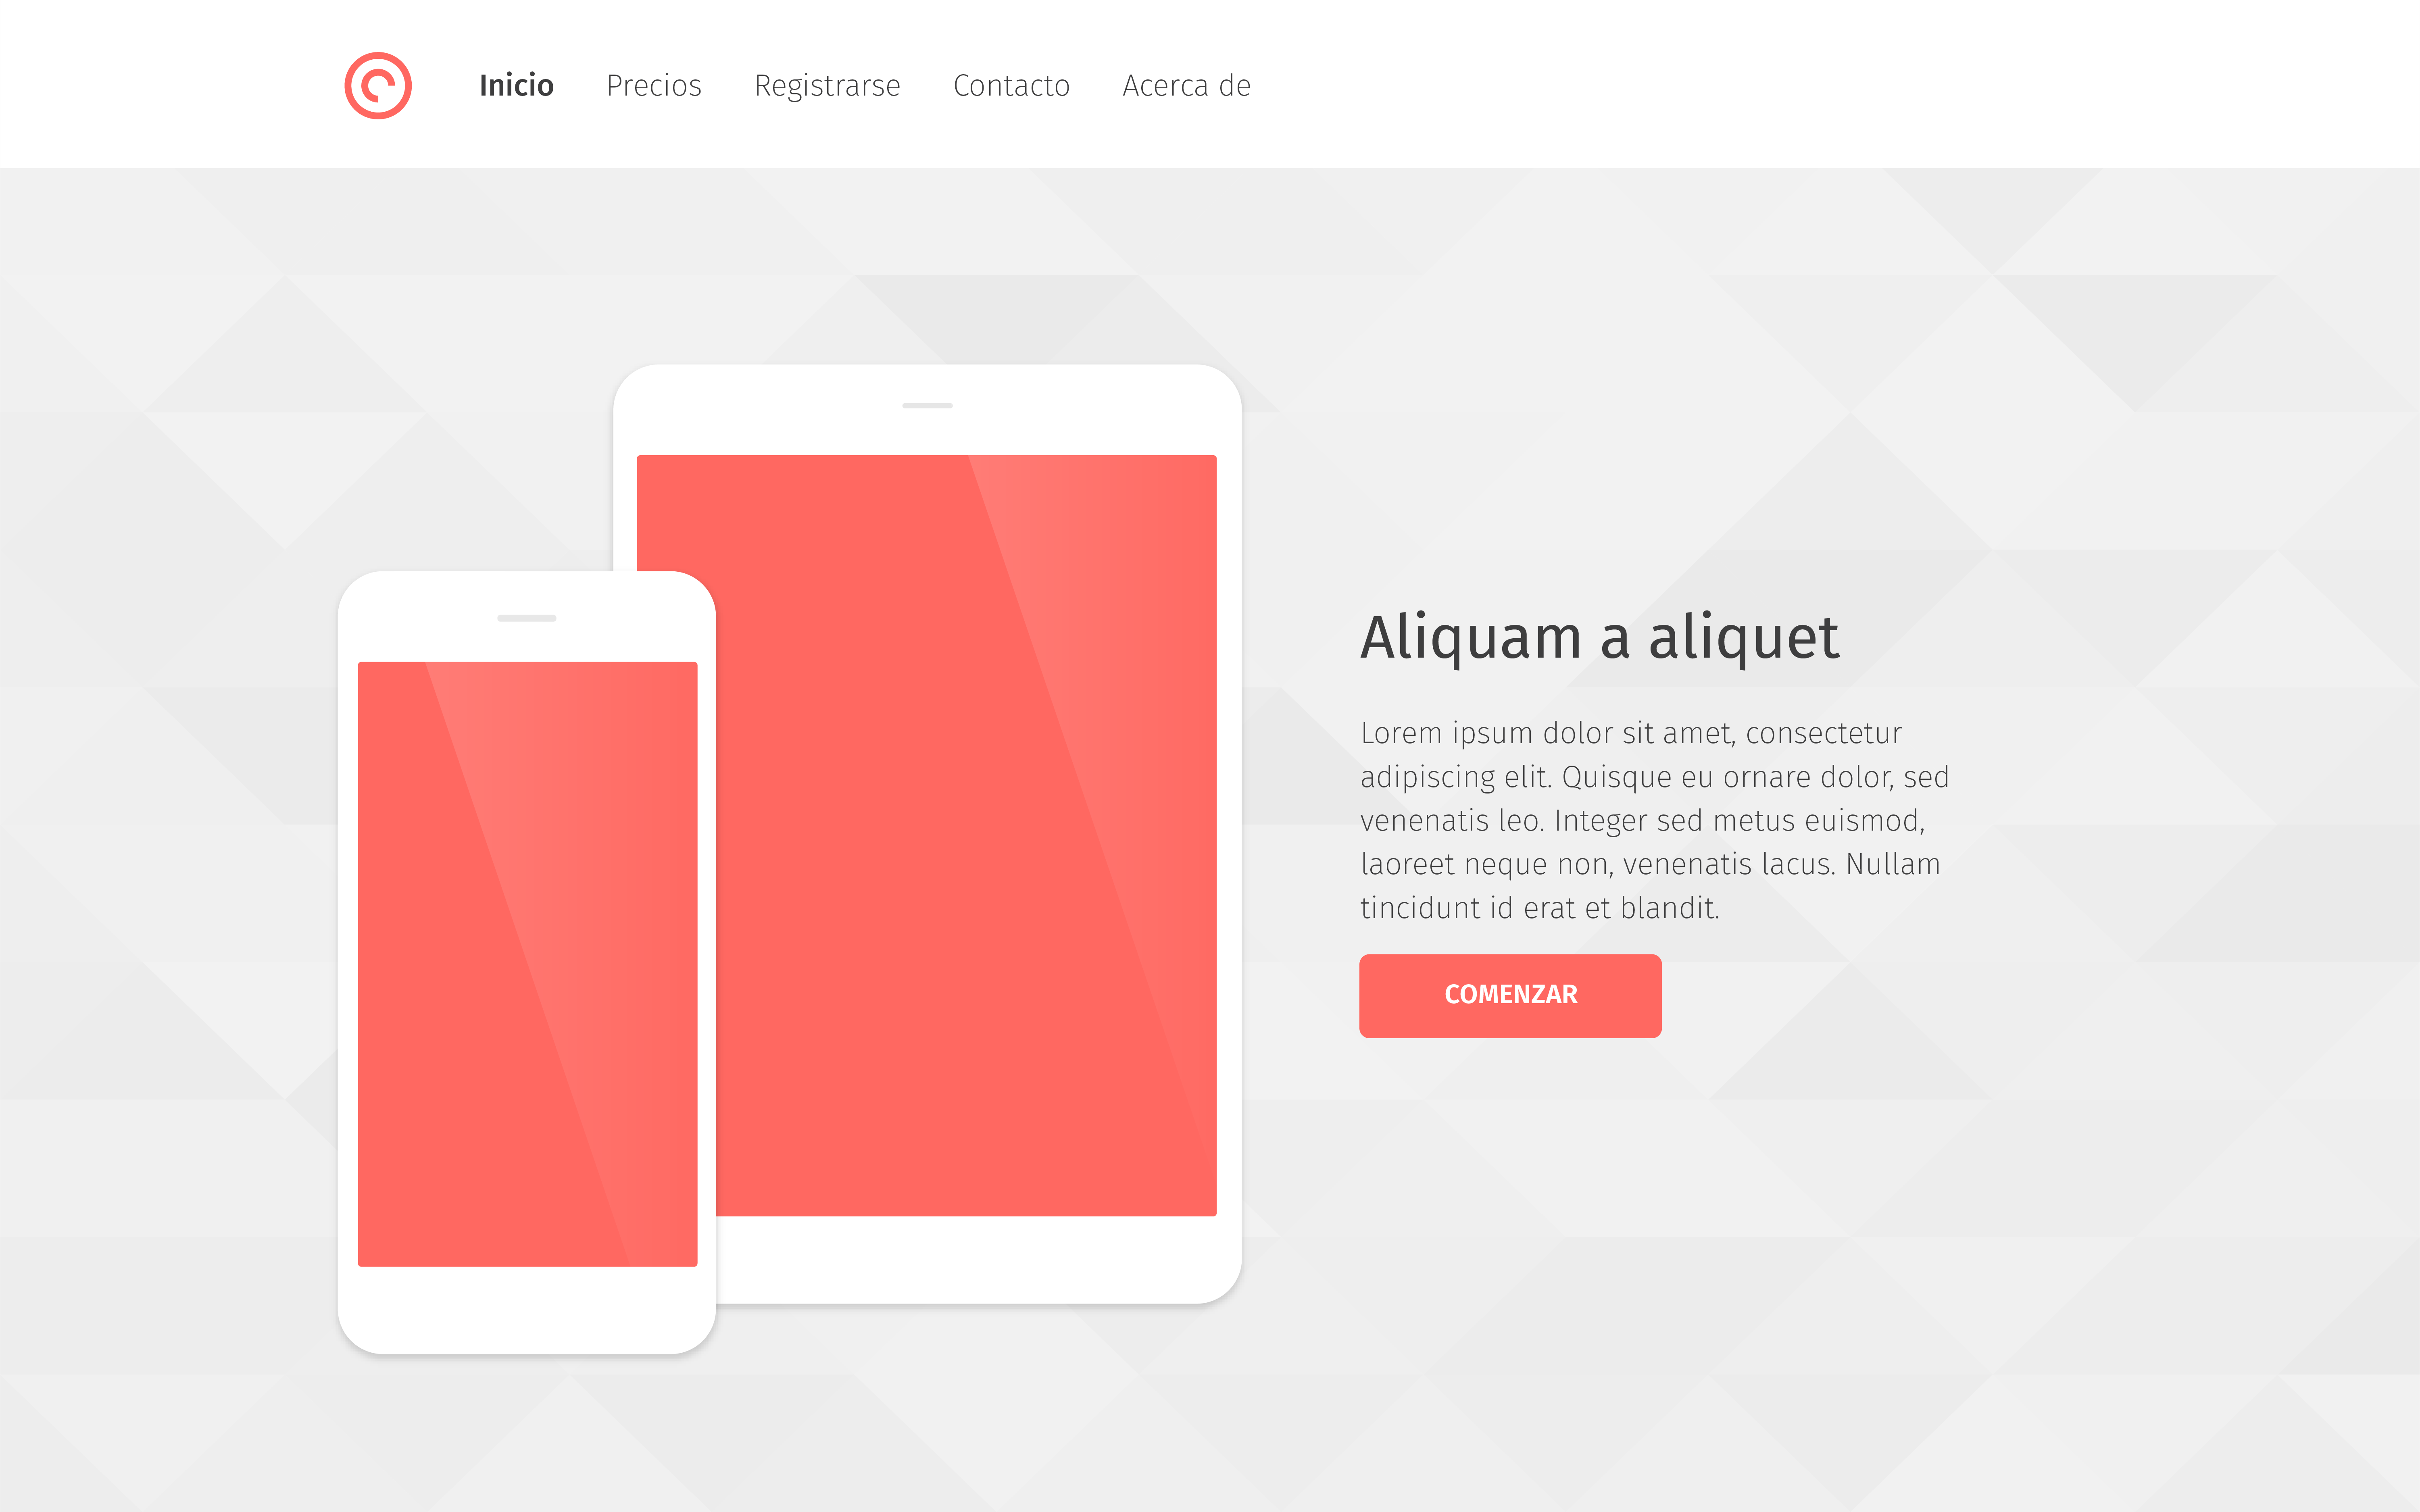 Inicio Precios Registrarse Contacto Acerca de
Aliquam a aliquet
Lorem ipsum dolor sit amet, consectetur
adipiscing elit. Quisque eu ornare dolor, sed
venenatis leo. Integer sed metus euismod,
laoreet neque non, venenatis lacus. Nullam
tincidunt id erat et blandit.
COMENZAR